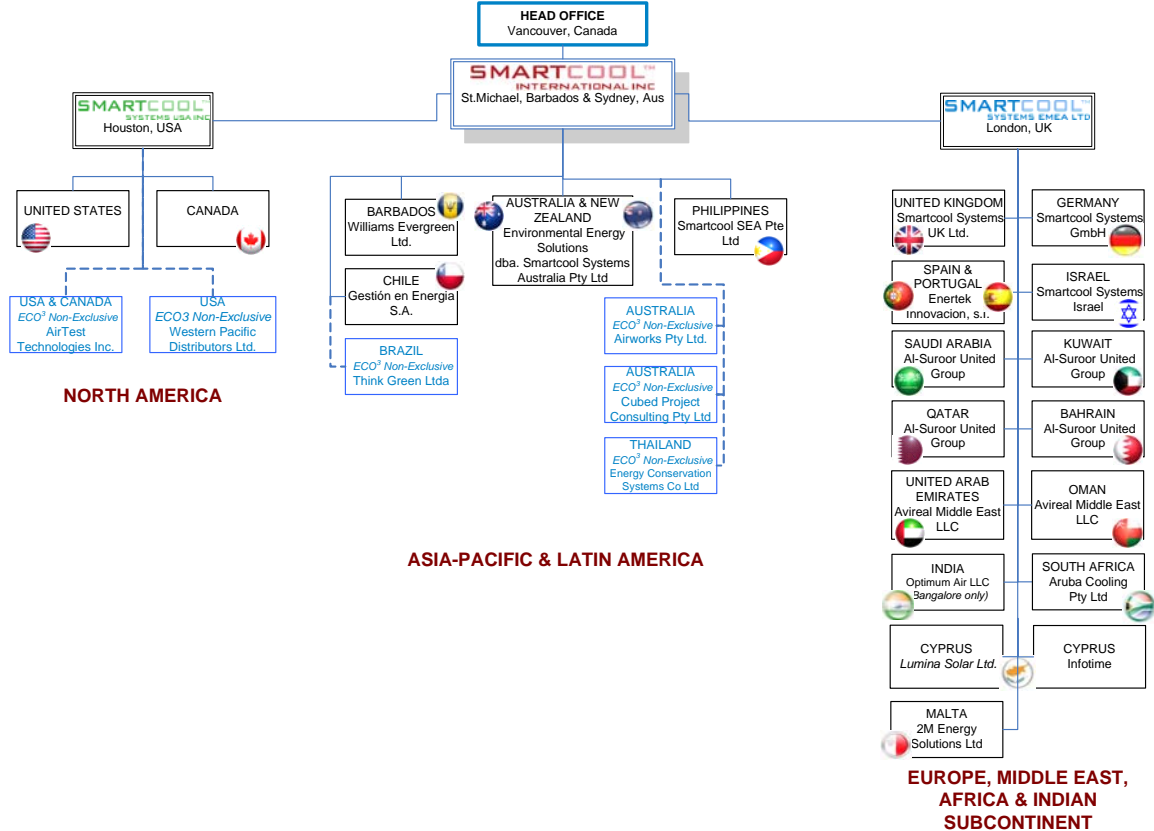 HEAD OFFICE
Vancouver, Canada
SMARTCOOL™
INTERNATIONAL INC
St.Michael, Barbados & Sydney, Aus
SMARTCOOL™
SYSTEMS USA INC
Houston, USA
SMARTCOOL™
SYSTEMS EMEA LTD
London, UK
UNITED STATES
CANADA
USA & CANADA
ECO³ Non-Exclusive
AirTest
Technologies Inc.
USA
ECO3 Non-Exclusive
Western Pacific
Distributors Ltd.
NORTH AMERICA
BARBADOS
Williams Evergreen
Ltd.
AUSTRALIA & NEW
ZEALAND
Environmental Energy
Solutions
dba. Smartcool Systems
Australia Pty Ltd
PHILIPPINES
Smartcool SEA Pte
Ltd
CHILE
Gestión en Energia
S.A.
BRAZIL
ECO³ Non-Exclusive
Think Green Ltda
AUSTRALIA
ECO³ Non-Exclusive
Airworks Pty Ltd.
AUSTRALIA
ECO³ Non-Exclusive
Cubed Project
Consulting Pty Ltd
THAILAND
ECO³ Non-Exclusive
Energy Conservation
Systems Co Ltd
ASIA-PACIFIC & LATIN AMERICA
UNITED KINGDOM
Smartcool Systems
UK Ltd.
GERMANY
Smartcool Systems
GmbH
SPAIN &
PORTUGAL
Enertek
Innovacion, s.l.
ISRAEL
Smartcool Systems
Israel
SAUDI ARABIA
Al-Suroor United
Group
KUWAIT
Al-Suroor United
Group
QATAR
Al-Suroor United
Group
BAHRAIN
Al-Suroor United
Group
UNITED ARAB
EMIRATES
Avireal Middle East
LLC
OMAN
Avireal Middle East
LLC
INDIA
Optimum Air LLC
(Bangalore only)
SOUTH AFRICA
Aruba Cooling
Pty Ltd
CYPRUS
Lumina Solar Ltd.
CYPRUS
Infotime
MALTA
2M Energy
Solutions Ltd
EUROPE, MIDDLE EAST,
AFRICA & INDIAN
SUBCONTINENT